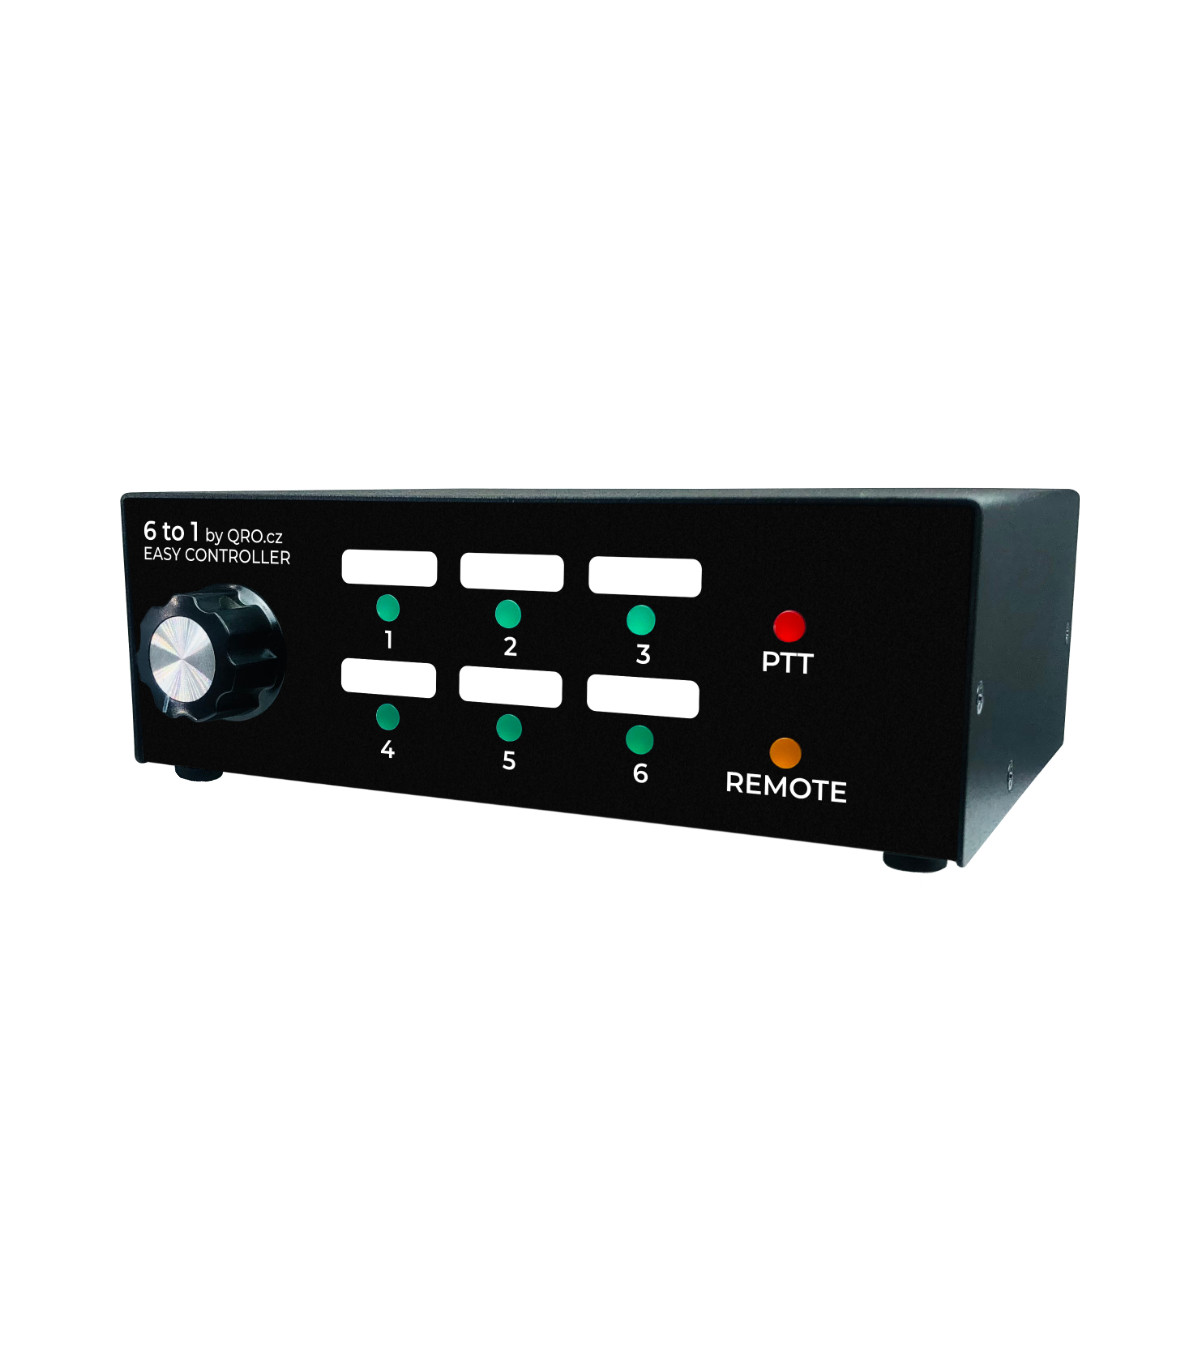 6 to 1 by QRO.cz
EASY CONTROLLER
1
2
3
PTT
4
5
6
REMOTE